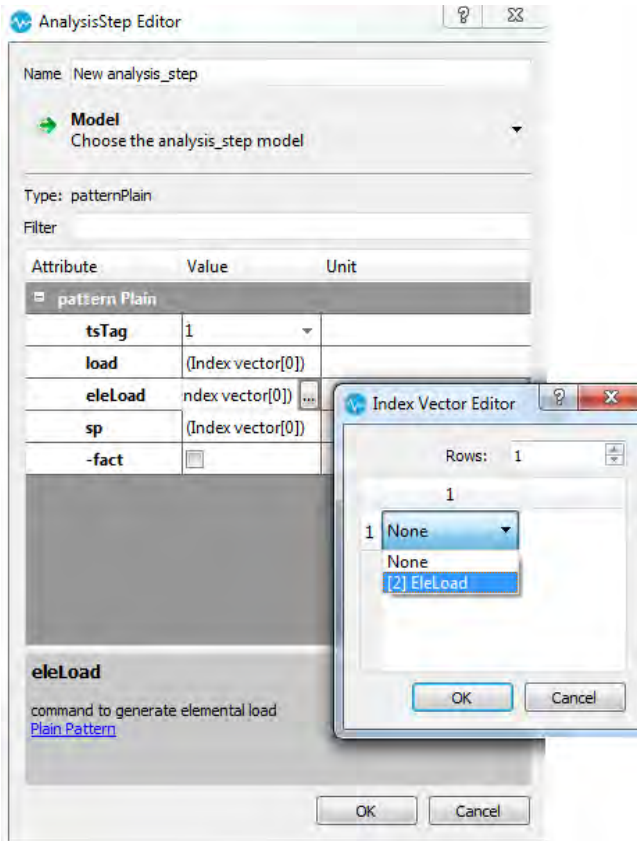 AnalysisStep Editor
Name New analysis_step
Model
Choose the analysis_step model
Type: patternPlain
Filter
Attribute Value Unit
pattern Plain
tsTag 1
load (Index vector[0])
eleLoad ndex vector[0]) ...
sp (Index vector[0])
-fact
eleLoad
command to generate elemental load
Plain Pattern
OK Cancel
Index Vector Editor
Rows: 1
1
1 None
None
[2] EleLoad
OK Cancel